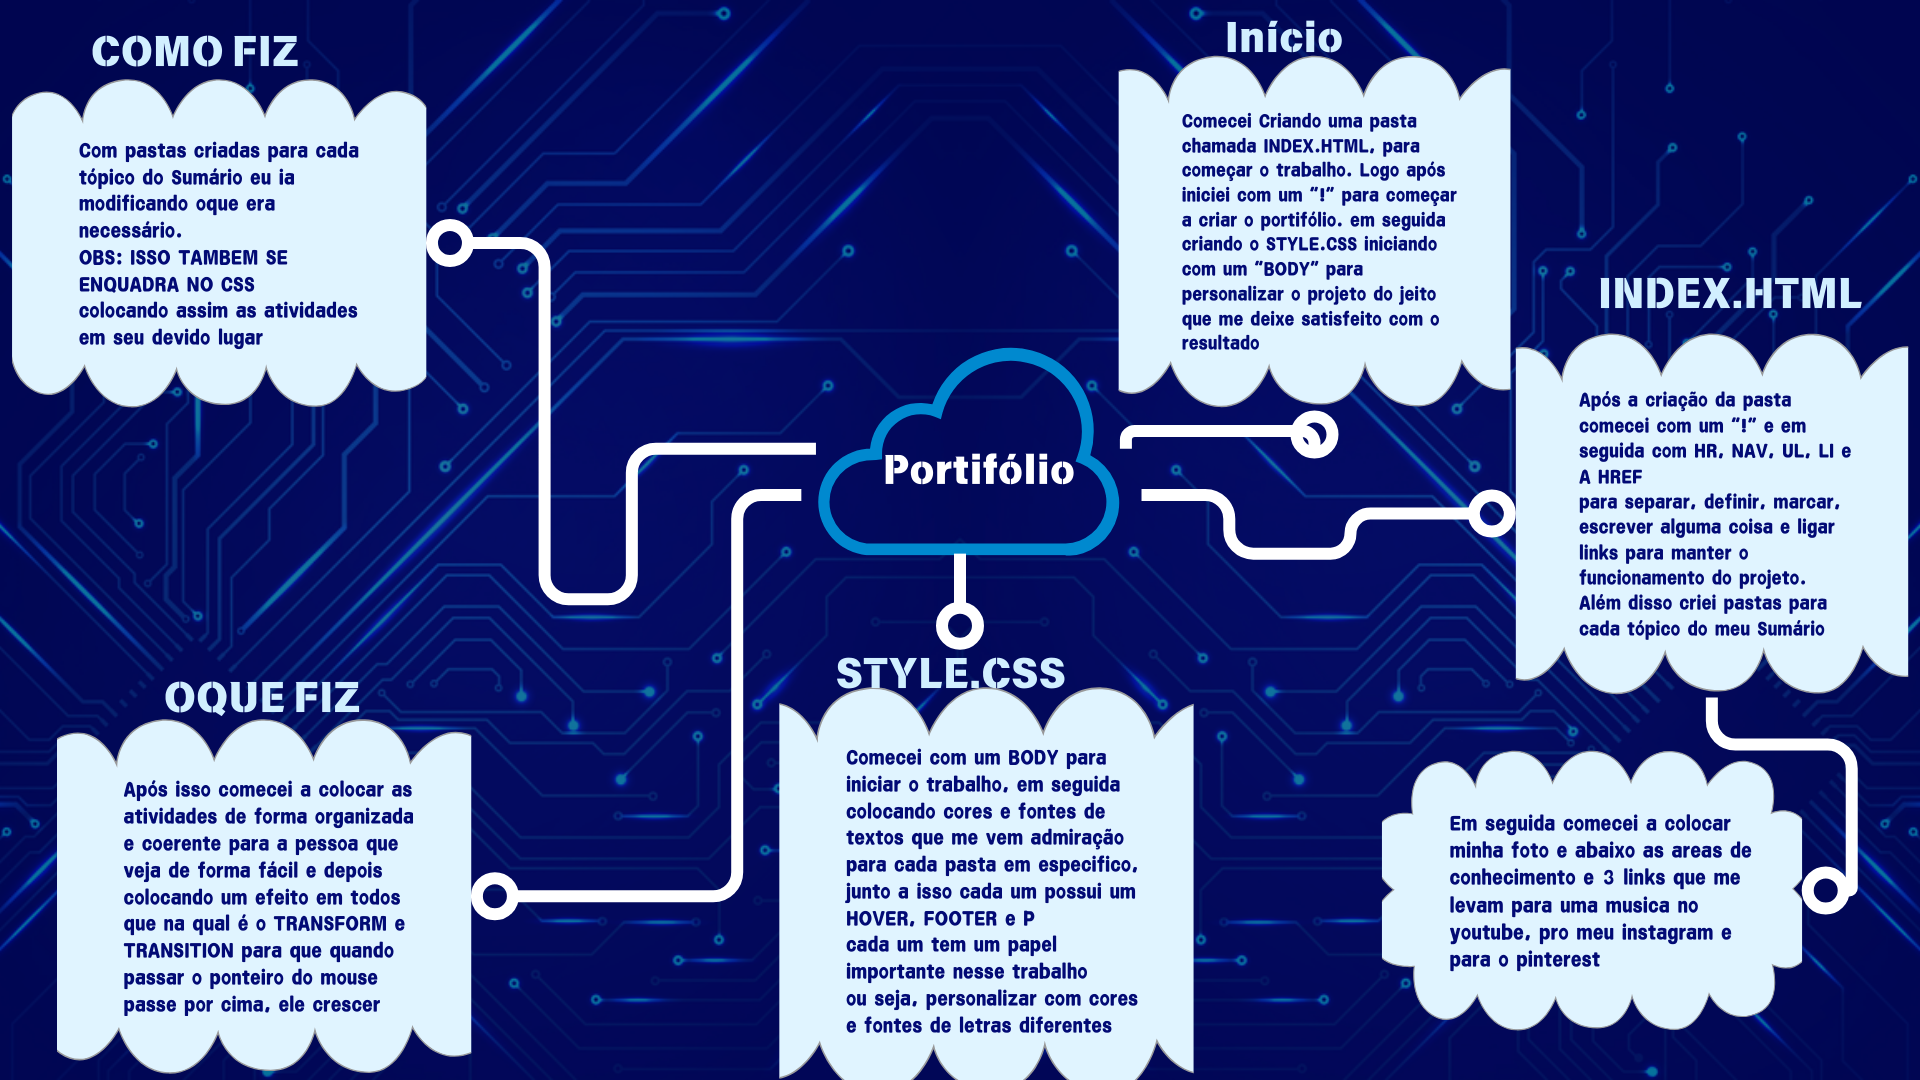 COMO FIZ
Com pastas criadas para cada
tópico do Sumário eu ia
modificando oque era
necessário.
OBS: ISSO TAMBEM SE
ENQUADRA NO CSS
colocando assim as atividades
em seu devido lugar
Início
Comecei Criando uma pasta
chamada INDEX.HTML, para
começar o trabalho. Logo após
iniciei com um "!" para começar
a criar o portifólio. em seguida
criando o STYLE.CSS iniciando
com um "BODY" para
personalizar o projeto do jeito
que me deixe satisfeito com o
resultado
INDEX.HTML
Após a criação da pasta
comecei com um "!" e em
seguida com HR, NAV, UL, LI e
A HREF
para separar, definir, marcar,
escrever alguma coisa e ligar
links para manter o
funcionamento do projeto.
Além disso criei pastas para
cada tópico do meu Sumário
Portifólio
OQUE FIZ
Após isso comecei a colocar as
atividades de forma organizada
e coerente para a pessoa que
veja de forma fácil e depois
colocando um efeito em todos
que na qual é o TRANSFORM e
TRANSITION para que quando
passar o ponteiro do mouse
passe por cima, ele crescer
STYLE.CSS
Comecei com um BODY para
iniciar o trabalho, em seguida
colocando cores e fontes de
textos que me vem admiração
para cada pasta em especifico,
junto a isso cada um possui um
HOVER, FOOTER e P
cada um tem um papel
importante nesse trabalho
ou seja, personalizar com cores
e fontes de letras diferentes
Em seguida comecei a colocar
minha foto e abaixo as areas de
conhecimento e 3 links que me
levam para uma musica no
youtube, pro meu instagram e
para o pinterest